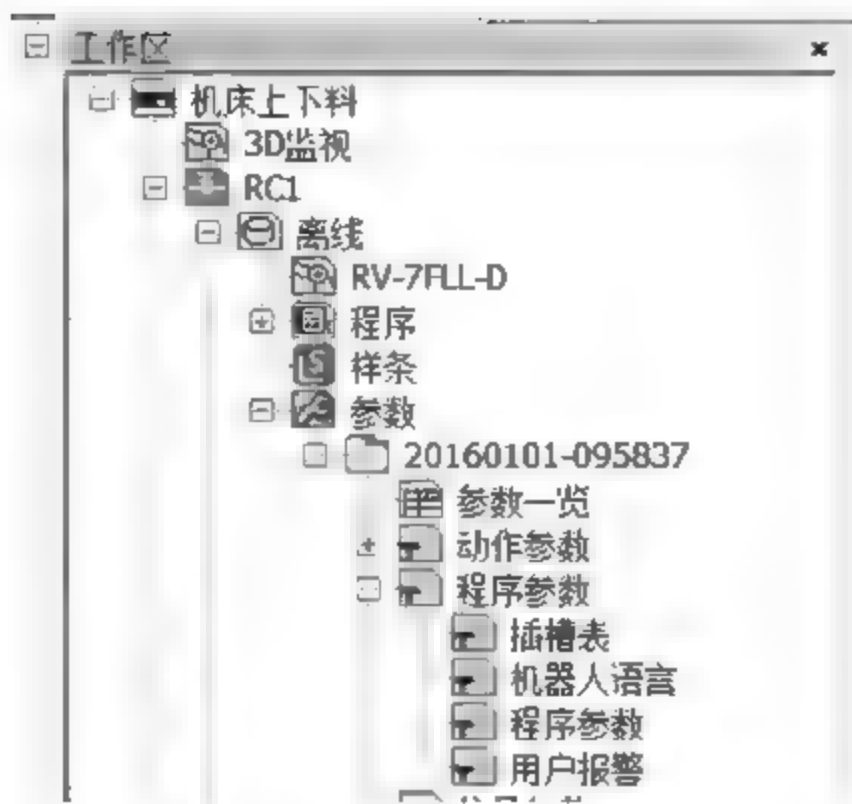 工作区
机床上下料
3D监视
RC1
离线
RV-7FLL-D
程序
样条
参数
20160101-095837
参数一览
动作参数
程序参数
插槽表
机器人语言
程序参数
用户报警